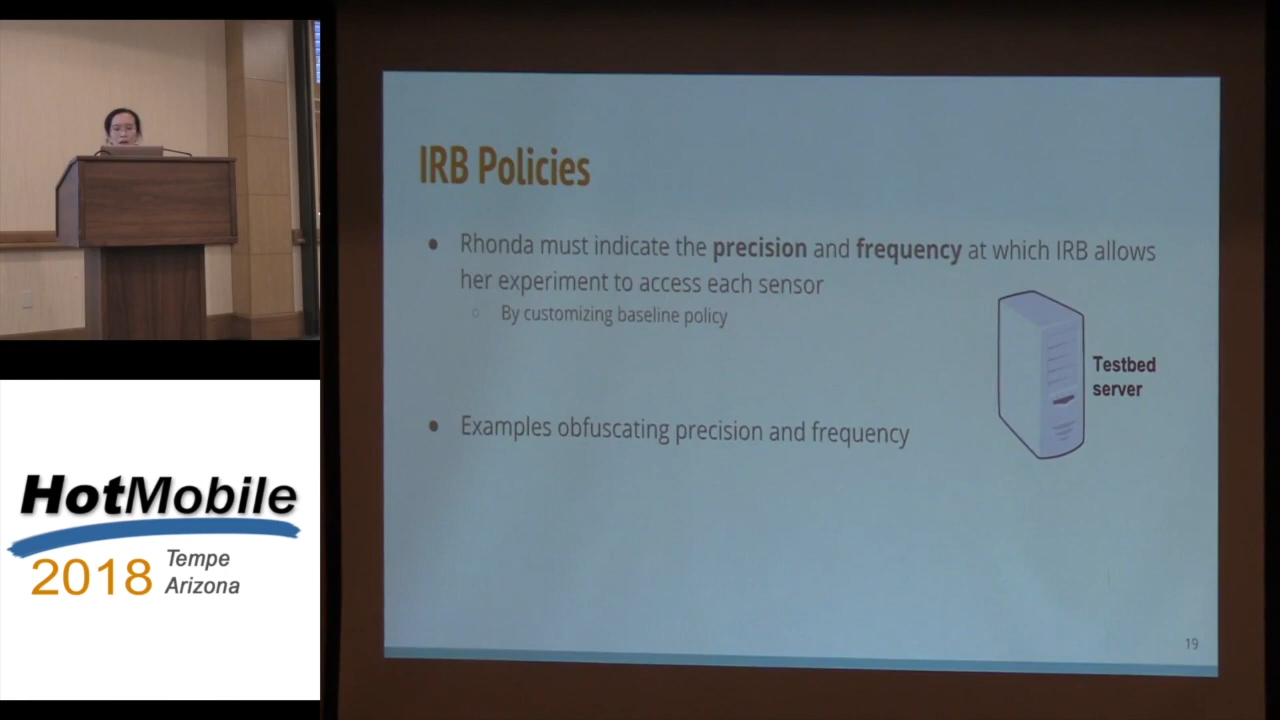 IRB Policies
• Rhonda must indicate the precision and frequency at which IRB allows
her experiment to access each sensor
○ By customizing baseline policy
Testbed
server
• Examples obfuscating precision and frequency
19
HotMobile
2018 Tempe
Arizona